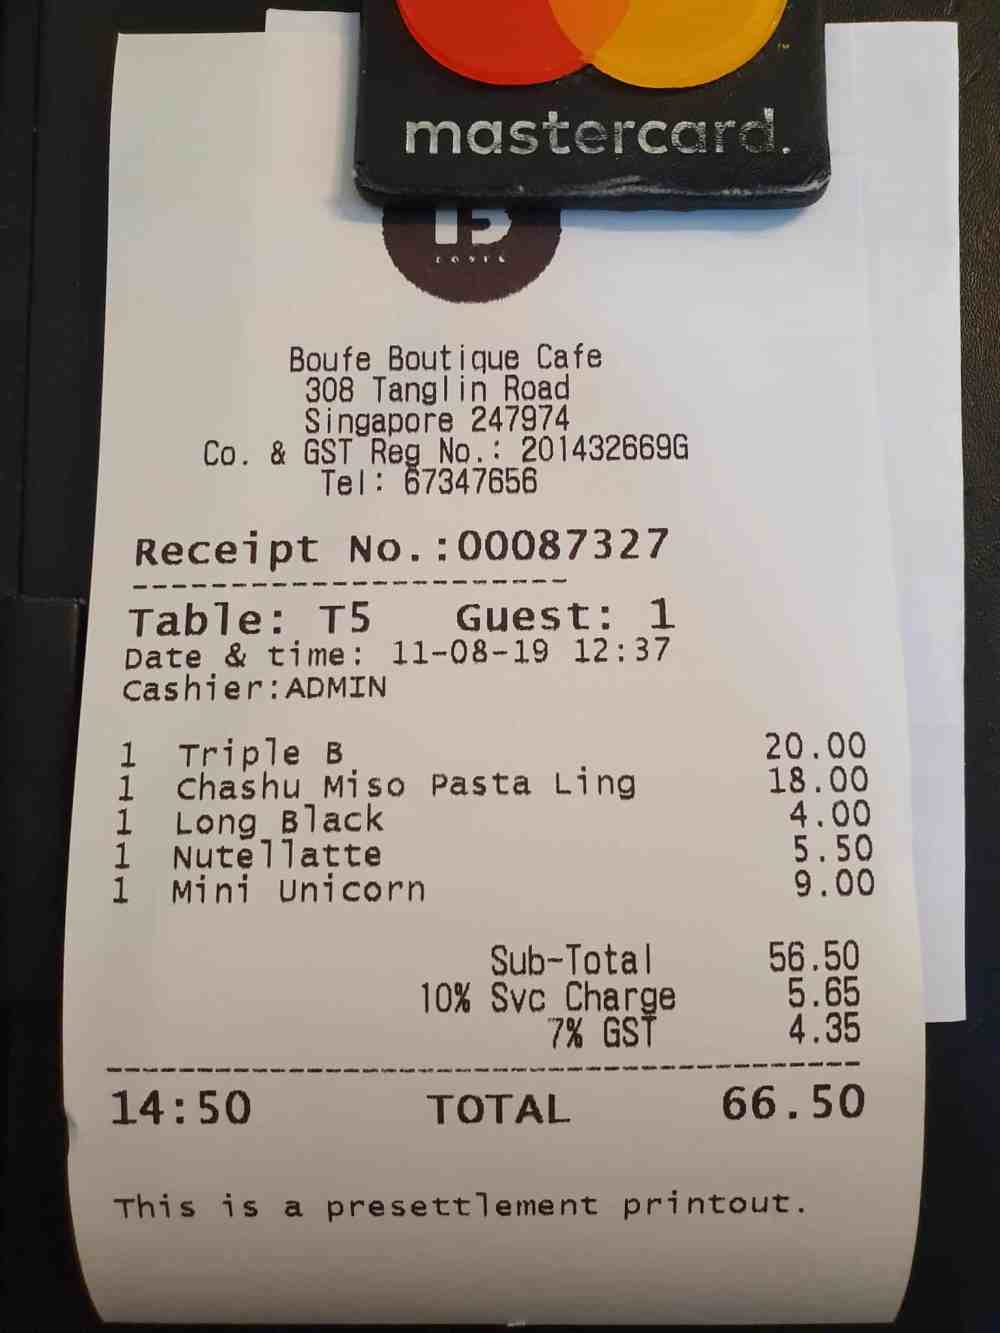 mastercard.
Boufe Boutique Cafe
308 Tanglin Road
Singapore 247974
Co. & GST Reg No.: 201432669G
Tel: 67347656
Receipt No.:00087327
----------------------
Table: T5 Guest: 1
Date & time: 11-08-19 12:37
Cashier:ADMIN
1 Triple B 20.00
1 Chashu Miso Pasta Ling 18.00
1 Long Black 4.00
1 Nutellatte 5.50
1 Mini Unicorn 9.00
Sub-Total 56.50
10% Svc Charge 5.65
7% GST 4.35
----------------------------------------
14:50 TOTAL 66.50
This is a presettlement printout.